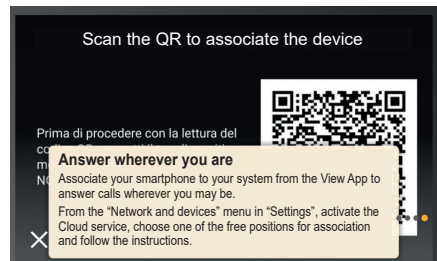 Scan the QR to associate the device
Prima di procedere con la lettura del
Answer wherever you are
Associate your smartphone to your system from the View App to
answer calls wherever you may be.
From the “Network and devices” menu in “Settings”, activate the
Cloud service, choose one of the free positions for association
and follow the instructions.